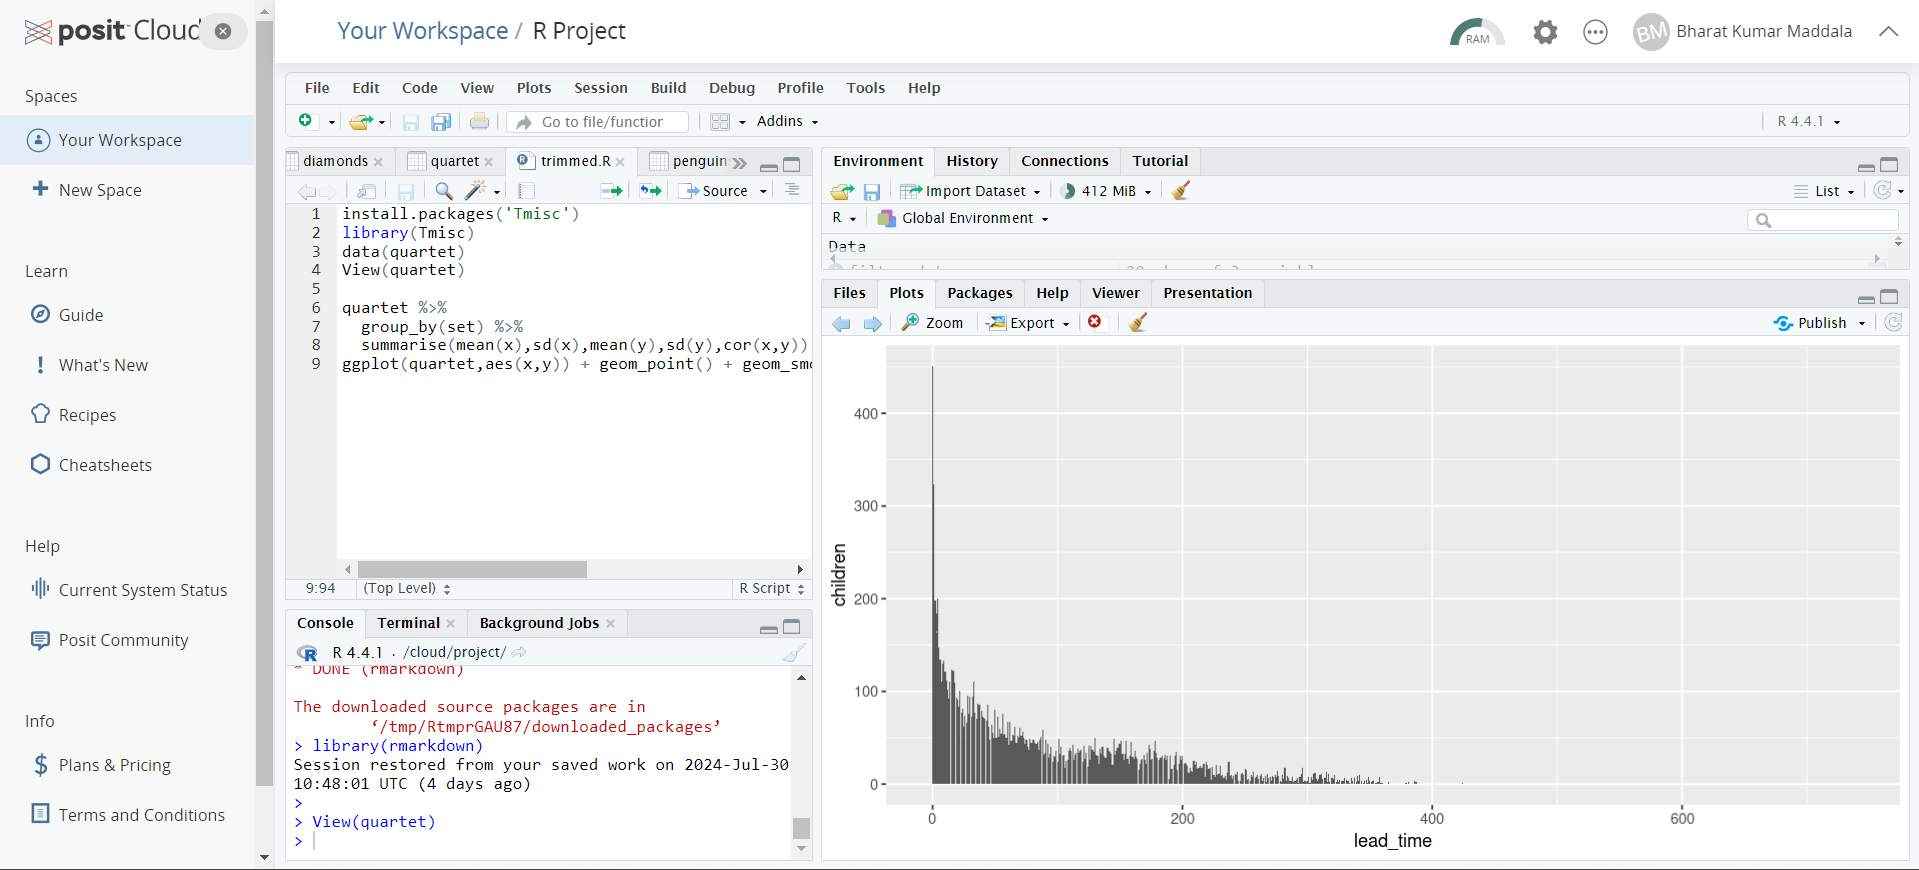 posit Cloud
Your Workspace / R Project
RAM
BM
Bharat Kumar Maddala
Spaces
Your Workspace
New Space
Learn
Guide
What's New
Recipes
Cheatsheets
Help
Current System Status
Posit Community
Info
Plans & Pricing
Terms and Conditions
File Edit Code View Plots Session Build Debug Profile Tools Help
Go to file/function
Addins
R 4.4.1
diamonds quartet trimmed.R penguin
Source
1 install.packages('Tmisc')
2 library(Tmisc)
3 data(quartet)
4 View(quartet)
5
6 quartet %>%
7 group_by(set) %>%
8 summarise(mean(x),sd(x),mean(y),sd(y),cor(x,y))
9 ggplot(quartet,aes(x,y)) + geom_point() + geom_smo
9:94 (Top Level) R Script
Console Terminal Background Jobs
R 4.4.1 . /cloud/project/
* DONE (rmarkdown)
The downloaded source packages are in
‘/tmp/RtmprGAU87/downloaded_packages’
> library(rmarkdown)
Session restored from your saved work on 2024-Jul-30
10:48:01 UTC (4 days ago)
>
> View(quartet)
>
Environment History Connections Tutorial
Import Dataset 412 MiB List
R Global Environment
Data
Files Plots Packages Help Viewer Presentation
Zoom Export Publish
children
400
300
200
100
0
0 200 400 600
lead_time